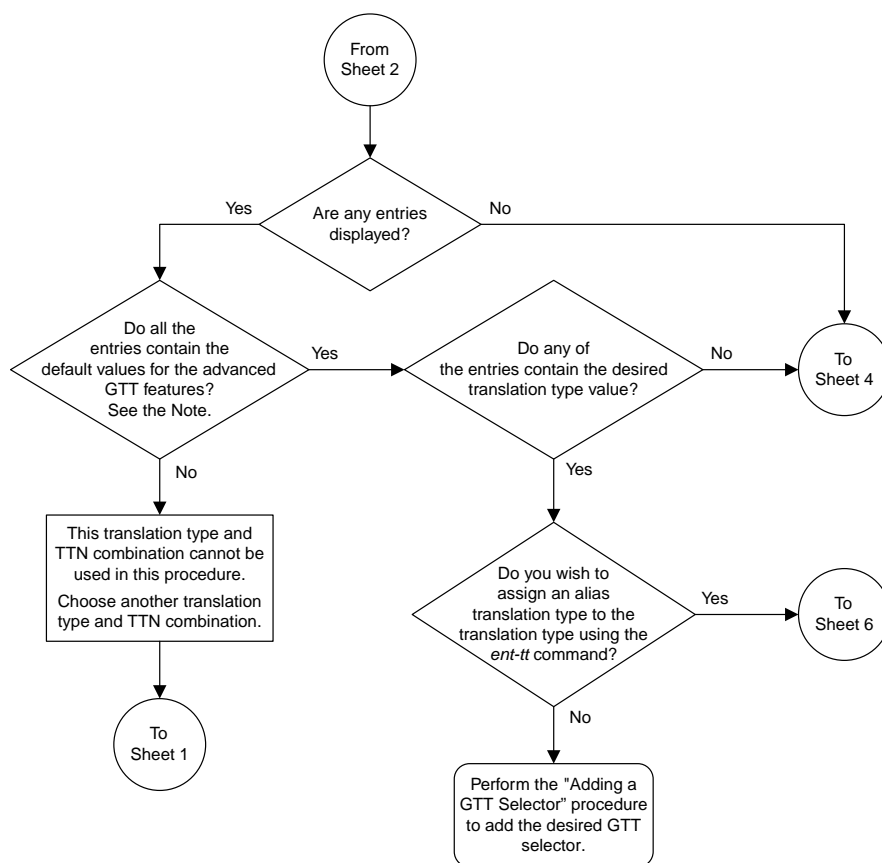 From
Sheet 2
Yes
Are any entries
displayed?
No
Do all the
entries contain the
default values for the advanced
GTT features?
See the Note.
Yes
Do any of
the entries contain the desired
translation type value?
No
To
Sheet 4
No
Yes
This translation type and
TTN combination cannot be
used in this procedure.
Choose another translation
type and TTN combination.
Do you wish to
assign an alias
translation type to the
translation type using the
ent-tt command?
Yes
To
Sheet 6
To
Sheet 1
No
Perform the "Adding a
GTT Selector” procedure
to add the desired GTT
selector.